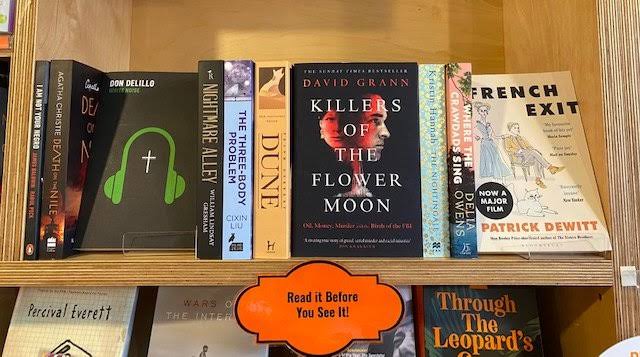 I AM NOT YOUR NEGRO
JAMES BALDWIN, RAOUL PECK
AGATHA CHRISTIE DEATH ON THE NILE
DON DELILLO
WHITE NOISE
NIGHTMARE ALLEY
WILLIAM LINDSAY GRESHAM
THE THREE-BODY PROBLEM
CIXIN LIU
DUNE
THE SUNDAY TIMES BESTSELLER
DAVID GRANN
KILLERS
OF
THE
FLOWER
MOON
Oil, Money, Murder and the Birth of the FBI
Kristin Hannah THE NIGHTINGALE
WHERE THE CRAWDADS SING
DELIA OWENS
FRENCH
EXIT
NOW A
MAJOR
FILM
PATRICK DEWITT
Read it Before
You See It!
Percival Everett
WARS OF
THE INTER
Through The
Leopard's